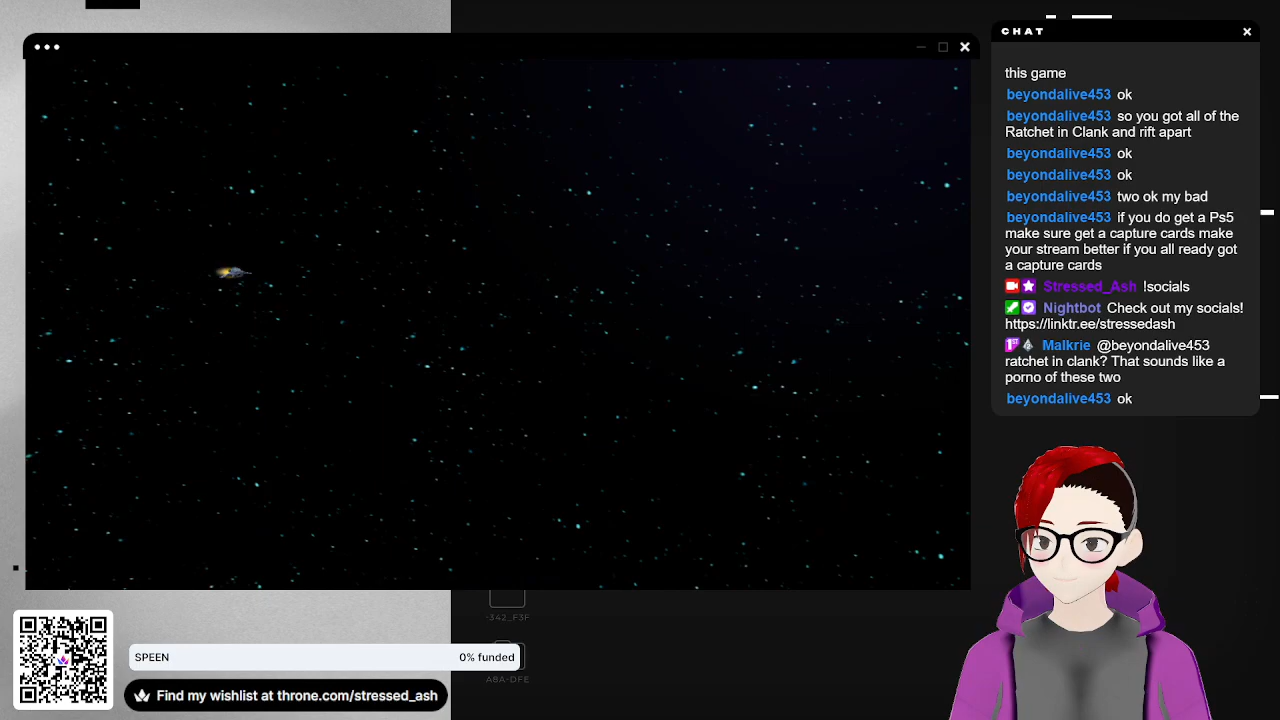 CHAT
this game
beyondalive453 ok
beyondalive453 so you got all of the
Ratchet in Clank and rift apart
beyondalive453 ok
beyondalive453 ok
beyondalive453 two ok my bad
beyondalive453 if you do get a Ps5
make sure get a capture cards make
your stream better if you all ready got
a capture cards
Stressed_Ash !socials
Nightbot Check out my socials!
https://linktr.ee/stressedash
Malkrie @beyondalive453
ratchet in clank? That sounds like a
porno of these two
beyondalive453 ok
-342_F3F
SPEEN 0% funded
A8A-DFE
Find my wishlist at throne.com/stressed_ash